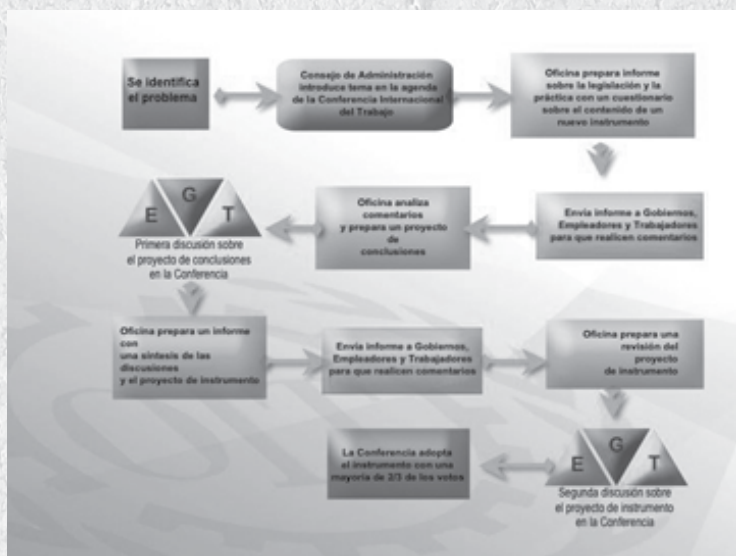 Se identifica
el problema
Consejo de Administración
introduce tema en la agenda
de la Conferencia Internacional
del Trabajo
Oficina prepara informe
sobre la legislación y la
práctica con un cuestionario
sobre el contenido de un
nuevo instrumento
E G T
Primera discusión sobre
el proyecto de conclusiones
en la Conferencia
Oficina analiza
comentarios
y prepara un proyecto
de
conclusiones
Envia informe a Gobiernos,
Empleadores y Trabajadores
para que realicen comentarios
Oficina prepara un informe
con
una síntesis de las
discusiones
y el proyecto de instrumento
Envia informe a Gobiernos,
Empleadores y Trabajadores
para que realicen comentarios
Oficina prepara una
revisión del
proyecto
de instrumento
La Conferencia adopta
el instrumento con una
mayoría de 2/3 de los votos
E G T
Segunda discusión sobre
el proyecto de instrumento
en la Conferencia